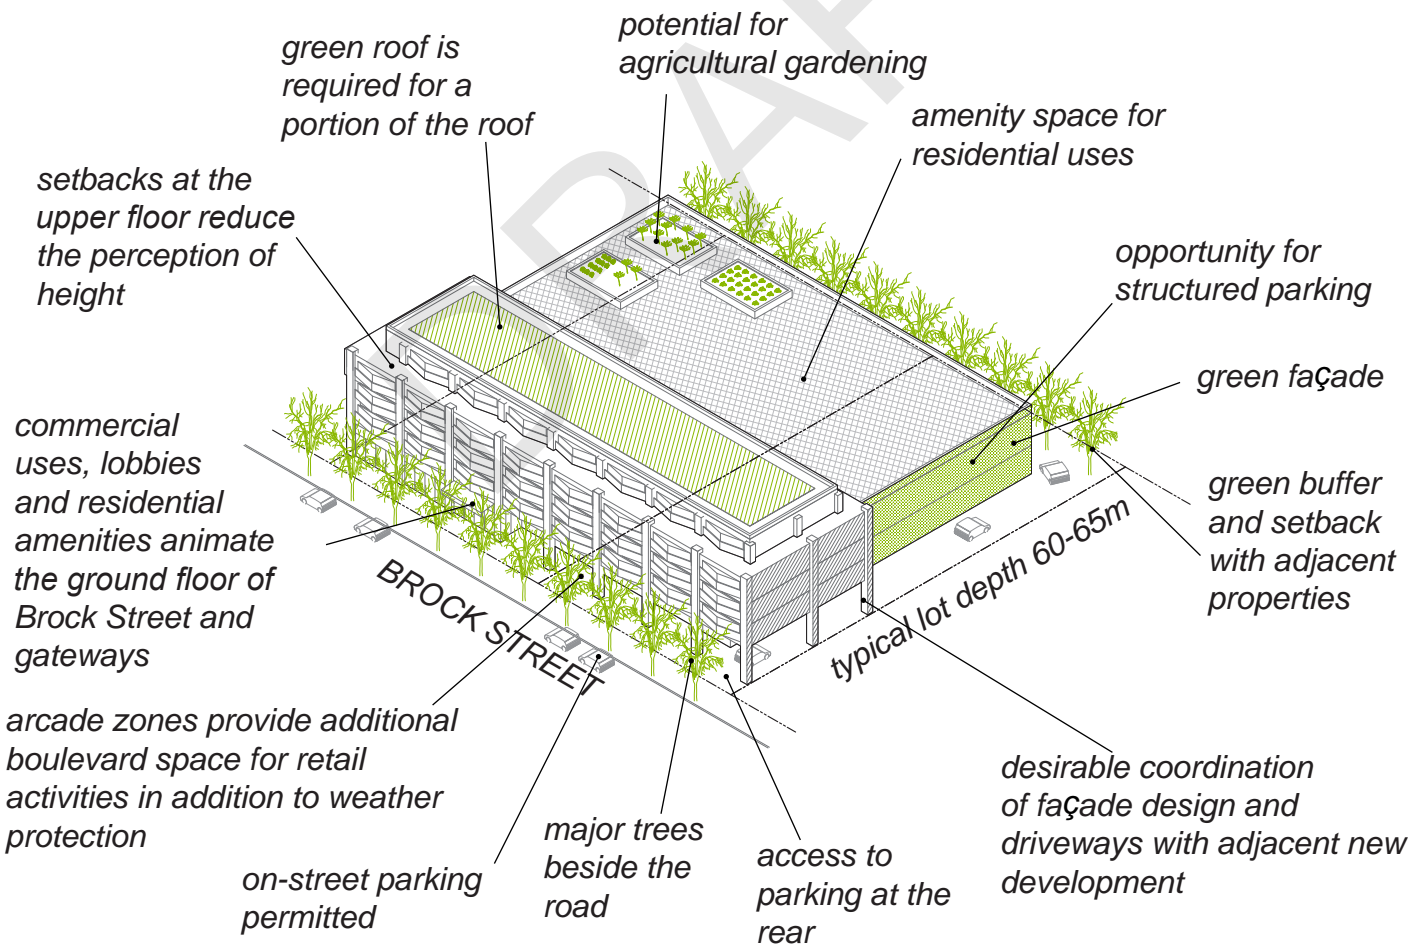 potential for
agricultural gardening
green roof is
required for a
portion of the roof
amenity space for
residential uses
setbacks at the
upper floor reduce
the perception of
height
opportunity for
structured parking
green façade
commercial
uses, lobbies
and residential
amenities animate
the ground floor of
Brock Street and
gateways
green buffer
and setback
with adjacent
properties
BROCK STREET
typical lot depth 60-65m
arcade zones provide additional
boulevard space for retail
activities in addition to weather
protection
on-street parking
permitted
major trees
beside the
road
access to
parking at the
rear
desirable coordination
of façade design and
driveways with adjacent new
development